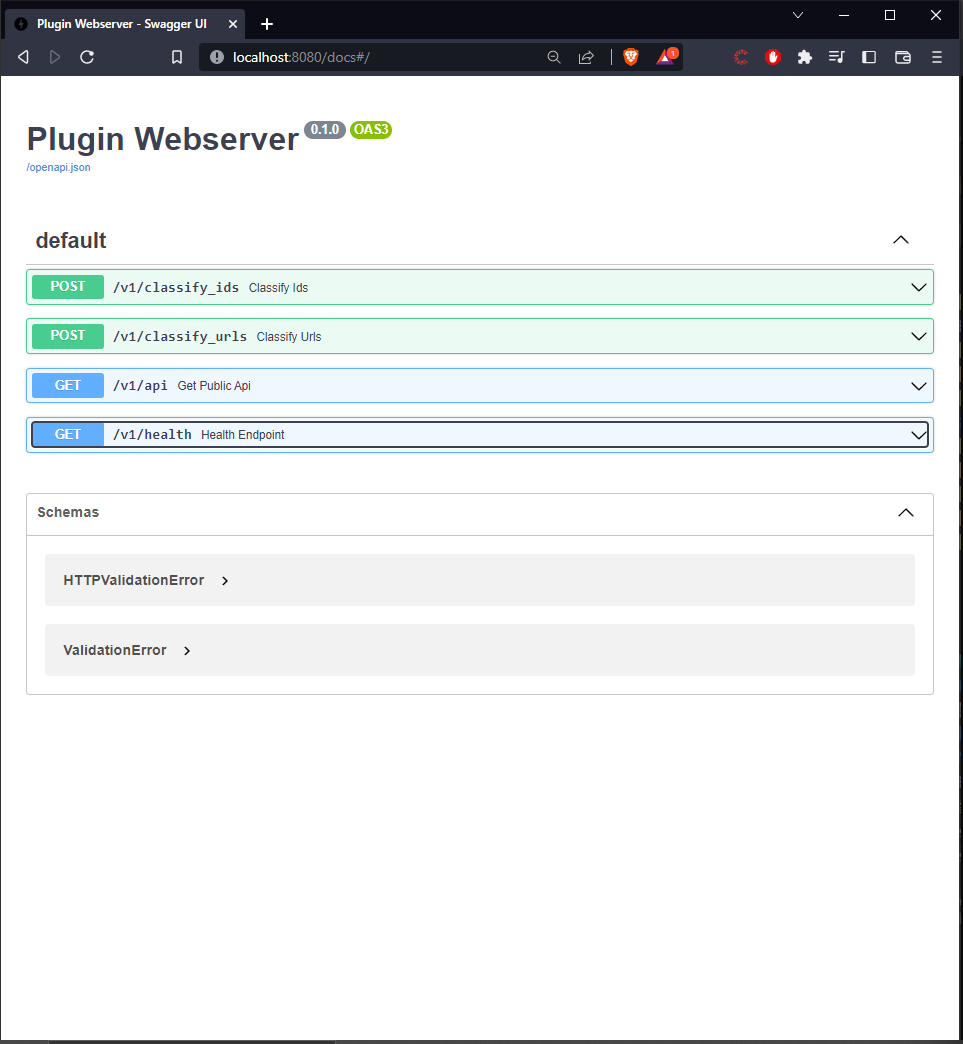 Plugin Webserver - Swagger UI
localhost:8080/docs#/
1
Plugin Webserver 0.1.0 OAS3
/openapi.json
default
POST /v1/classify_ids Classify Ids
POST /v1/classify_urls Classify Urls
GET /v1/api Get Public Api
GET /v1/health Health Endpoint
Schemas
HTTPValidationError
ValidationError